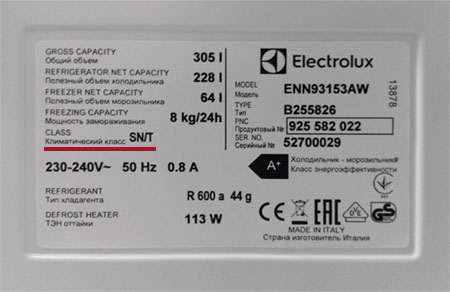 GROSS CAPACITY 305 l
Общий объем
REFRIGERATOR NET CAPACITY 228 l
Полезный объем холодильника
FREEZER NET CAPACITY 64 l
Полезный объем морозильника
FREEZING CAPACITY 8 kg/24h
Мощность замораживания
CLASS SN/T
Климатический класс
230-240V~ 50 Hz 0.8 A
REFRIGERANT R 600 a 44 g
Тип хладагента
DEFROST HEATER 113 W
ТЭН оттайки
Electrolux
MODEL ENN93153AW
Модель
TYPE B255826
Тип
PNC 925 582 022
Продуктовый №
SER. NO. 52700029
Серийный №
13878
A+ Холодильник - морозильник
Класс энергоэффективности
CE EAC VDE GS
MADE IN ITALY
Страна изготовитель Италия